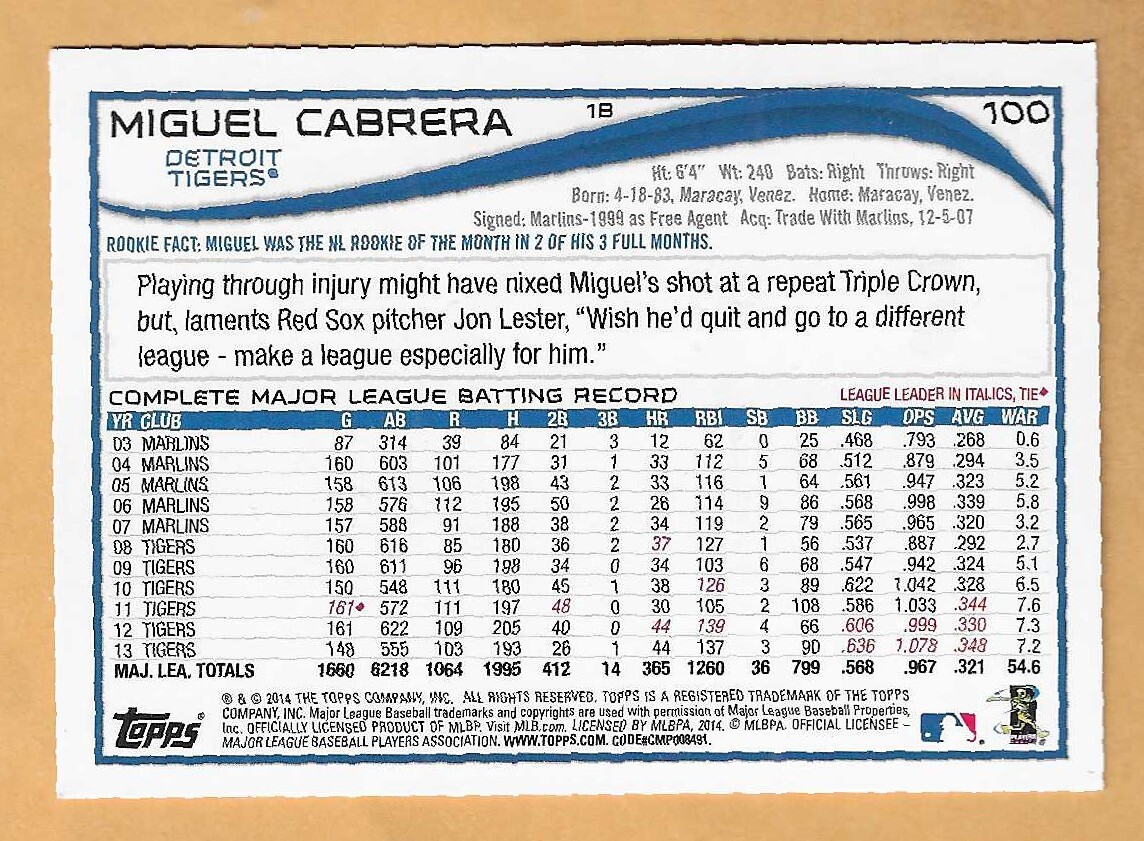 MIGUEL CABRERA 1B 100
DETROIT
TIGERS®
Ht: 6'4" Wt: 240 Bats: Right Throws: Right
Born: 4-18-83, Maracay, Venez. Home: Maracay, Venez.
Signed: Marlins-1999 as Free Agent Acq: Trade With Marlins, 12-5-07
ROOKIE FACT: MIGUEL WAS THE NL ROOKIE OF THE MONTH IN 2 OF HIS 3 FULL MONTHS.
Playing through injury might have nixed Miguel's shot at a repeat Triple Crown,
but, laments Red Sox pitcher Jon Lester, “Wish he'd quit and go to a different
league - make a league especially for him.”
COMPLETE MAJOR LEAGUE BATTING RECORD LEAGUE LEADER IN ITALICS, TIE♦
YR CLUB G AB R H 2B 3B HR RBI SB BB SLG OPS AVG WAR
03 MARLINS 87 314 39 84 21 3 12 62 0 25 .468 .793 .268 0.6
04 MARLINS 160 603 101 177 31 1 33 112 5 68 .512 .879 .294 3.5
05 MARLINS 158 613 106 198 43 2 33 116 1 64 .561 .947 .323 5.2
06 MARLINS 158 576 112 195 50 2 26 114 9 86 .568 .998 .339 5.8
07 MARLINS 157 588 91 188 38 2 34 119 2 79 .565 .965 .320 3.2
08 TIGERS 160 616 85 180 36 2 37 127 1 56 .537 .887 .292 2.7
09 TIGERS 160 611 96 198 34 0 34 103 6 68 .547 .942 .324 5.1
10 TIGERS 150 548 111 180 45 1 38 126 3 89 .622 1.042 .328 6.5
11 TIGERS 161♦ 572 111 197 48 0 30 105 2 108 .586 1.033 .344 7.6
12 TIGERS 161 622 109 205 40 0 44 139 4 66 .606 .999 .330 7.3
13 TIGERS 148 555 103 193 26 1 44 137 3 90 .636 1.078 .348 7.2
MAJ. LEA. TOTALS 1660 6218 1064 1995 412 14 365 1260 36 799 .568 .967 .321 54.6
® & © 2014 THE TOPPS COMPANY, INC. ALL RIGHTS RESERVED. TOPPS IS A REGISTERED TRADEMARK OF THE TOPPS
COMPANY, INC. Major League Baseball trademarks and copyrights are used with permission of Major League Baseball Properties,
Inc. OFFICIALLY LICENSED PRODUCT OF MLBP. Visit MLB.com. LICENSED BY MLBPA, 2014. © MLBPA. OFFICIAL LICENSEE –
MAJOR LEAGUE BASEBALL PLAYERS ASSOCIATION. WWW.TOPPS.COM. CODE#CMP008491.
TOPPS®